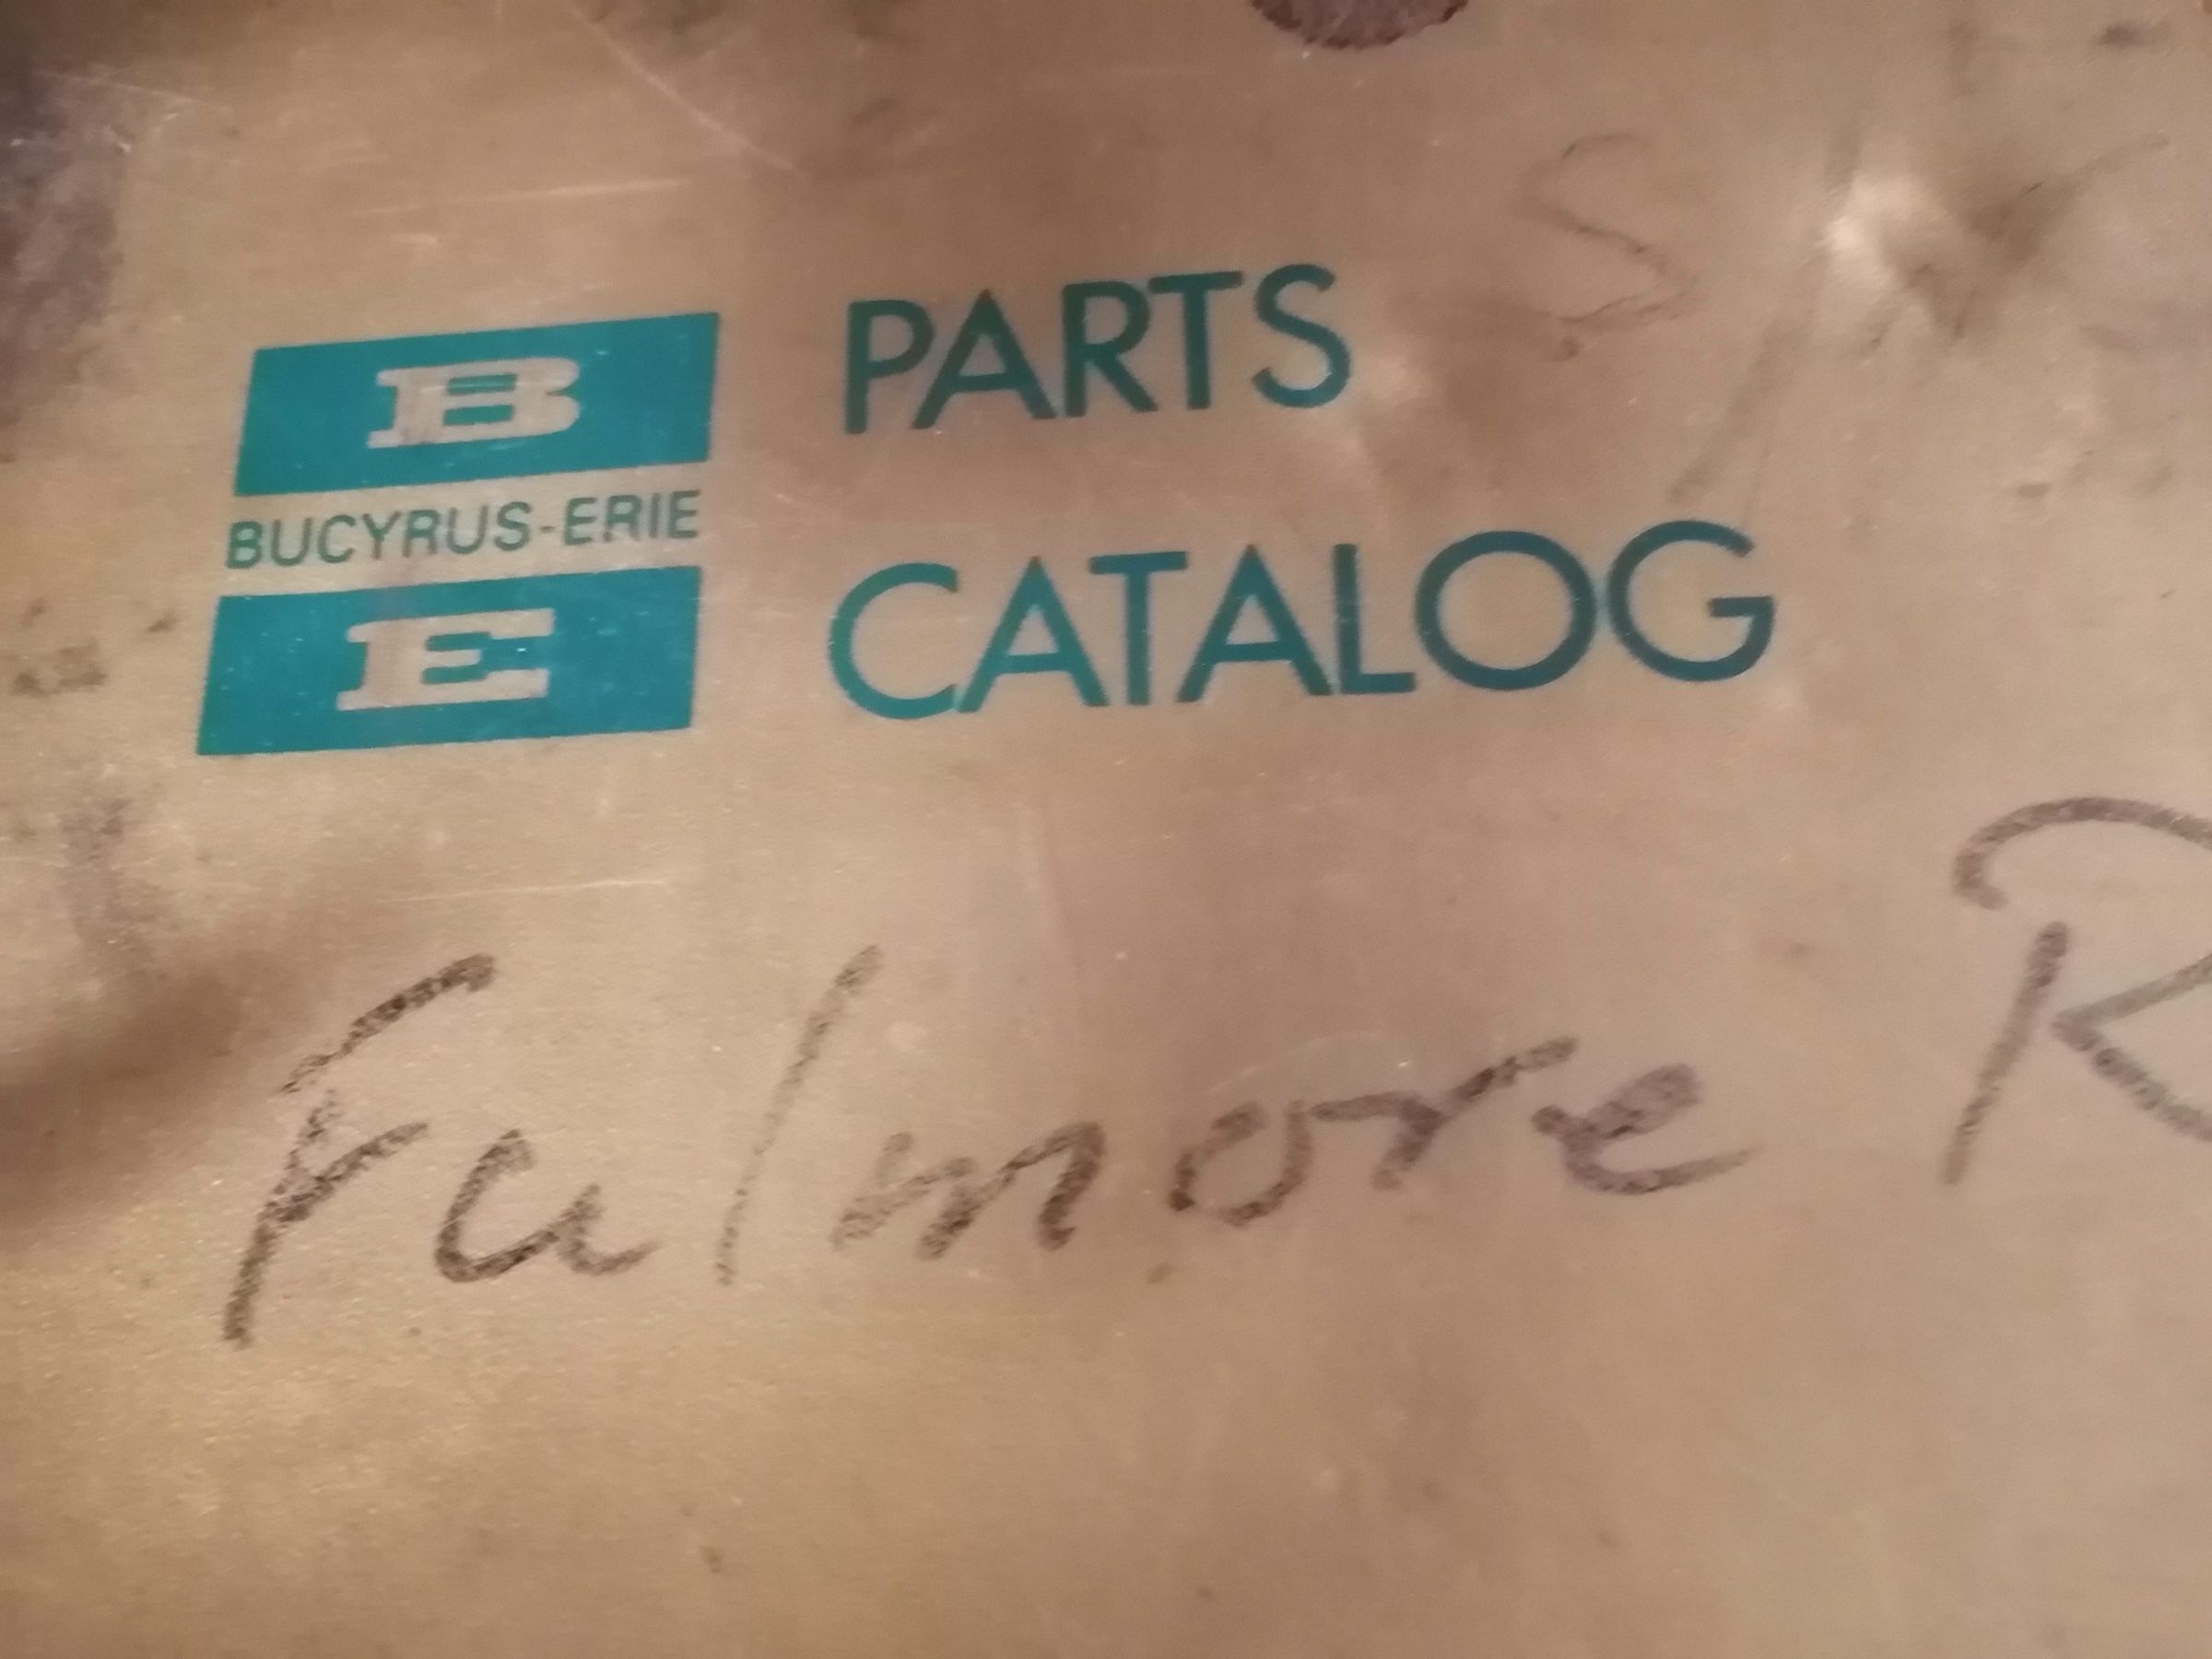 B
BUCYRUS-ERIE
E
PARTS
CATALOG
Fulmore R